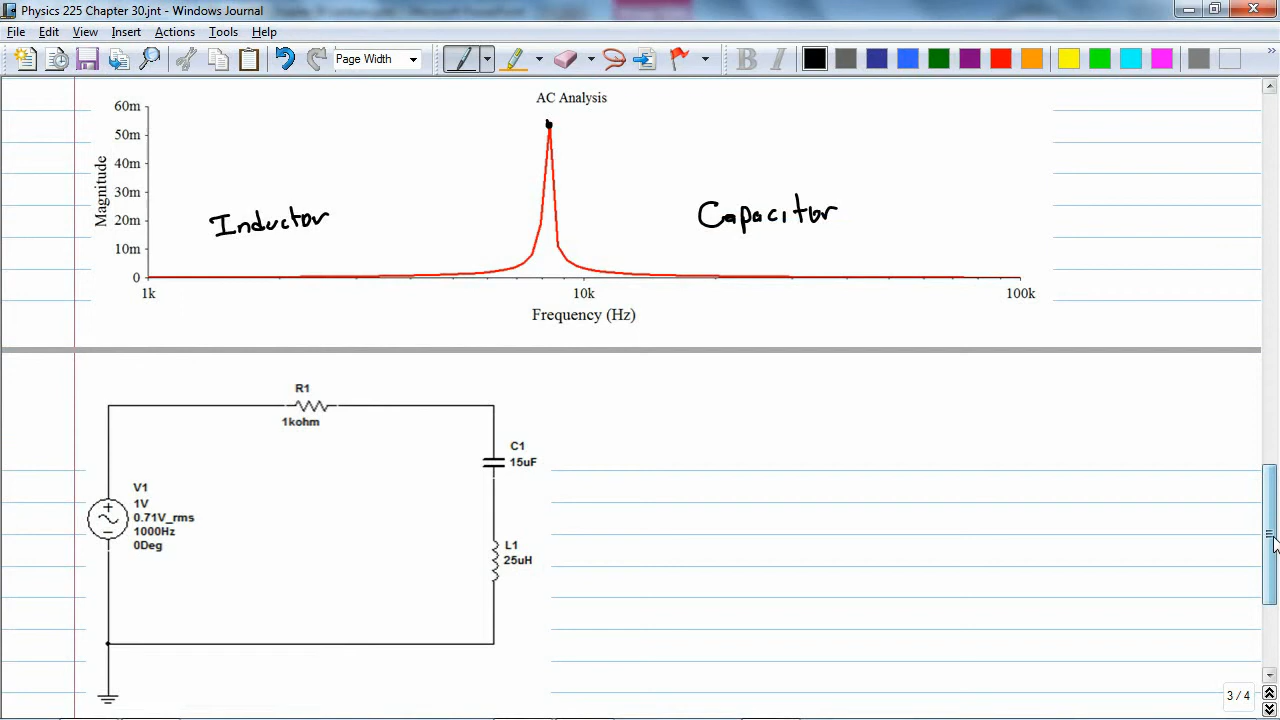 Physics 225 Chapter 30.jnt - Windows Journal
File Edit View Insert Actions Tools Help
Page Width
B I
AC Analysis
60m
50m
40m
30m
20m
10m
0
Magnitude
Inductor
Capacitor
1k 10k 100k
Frequency (Hz)
R1
1kohm
C1
15uF
V1
1V
0.71V_rms
1000Hz
0Deg
L1
25uH
3 / 4